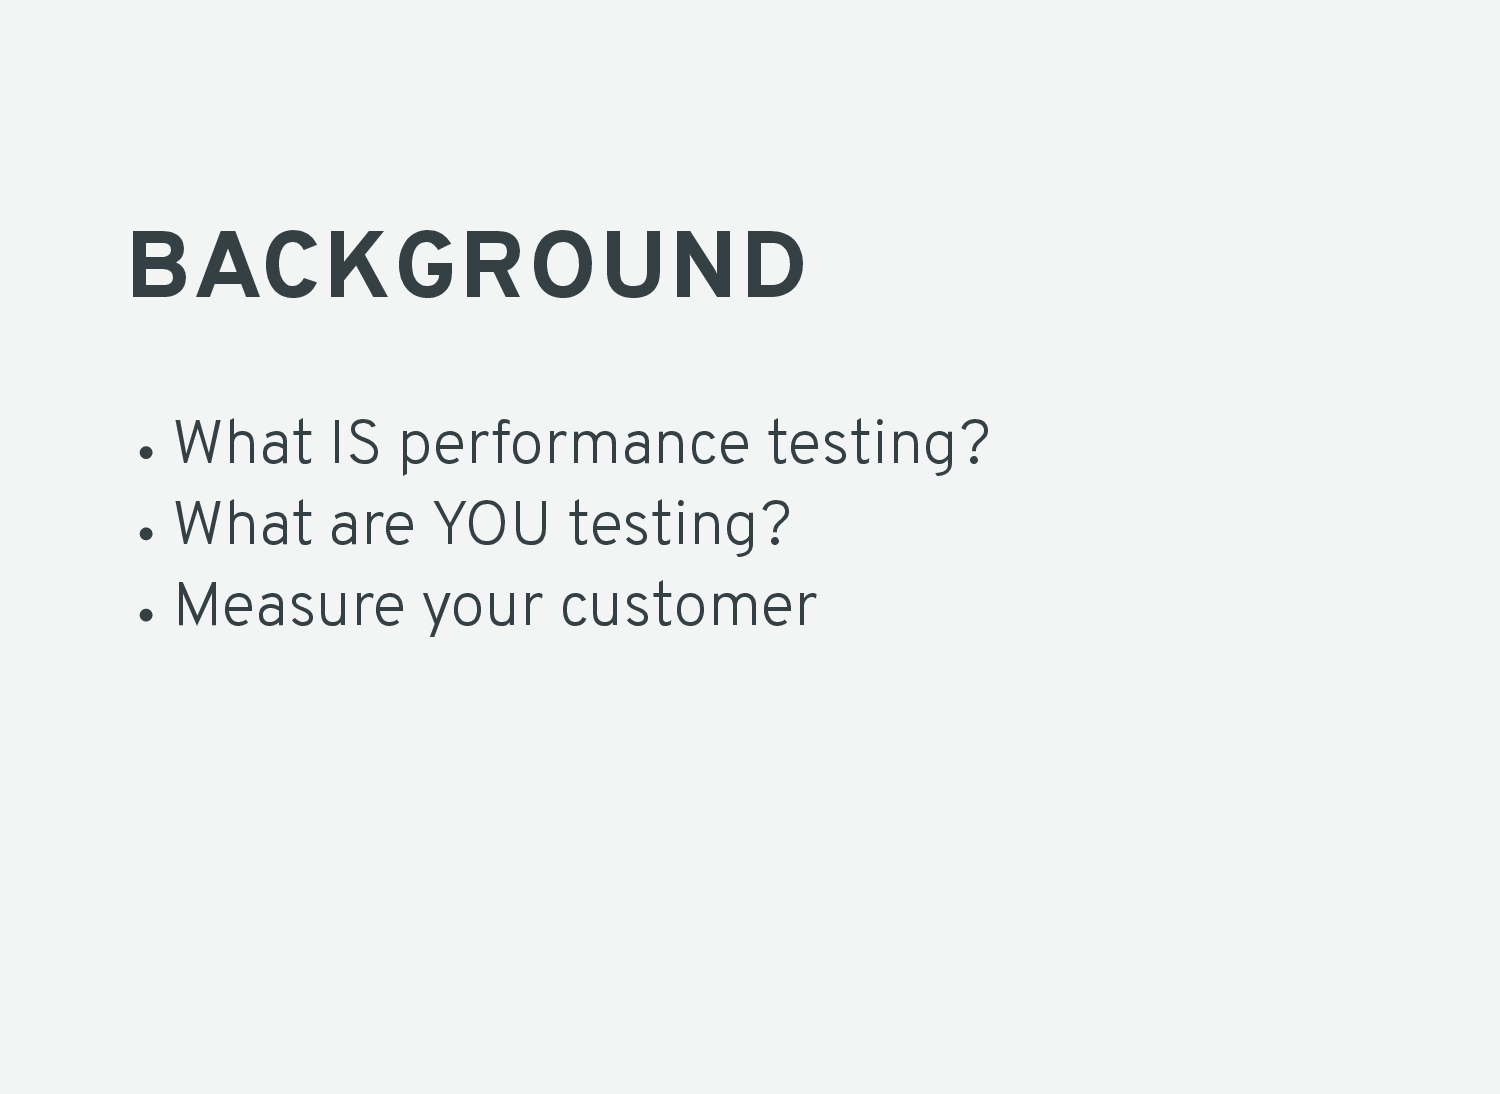 BACKGROUND
• What IS performance testing?
• What are YOU testing?
• Measure your customer